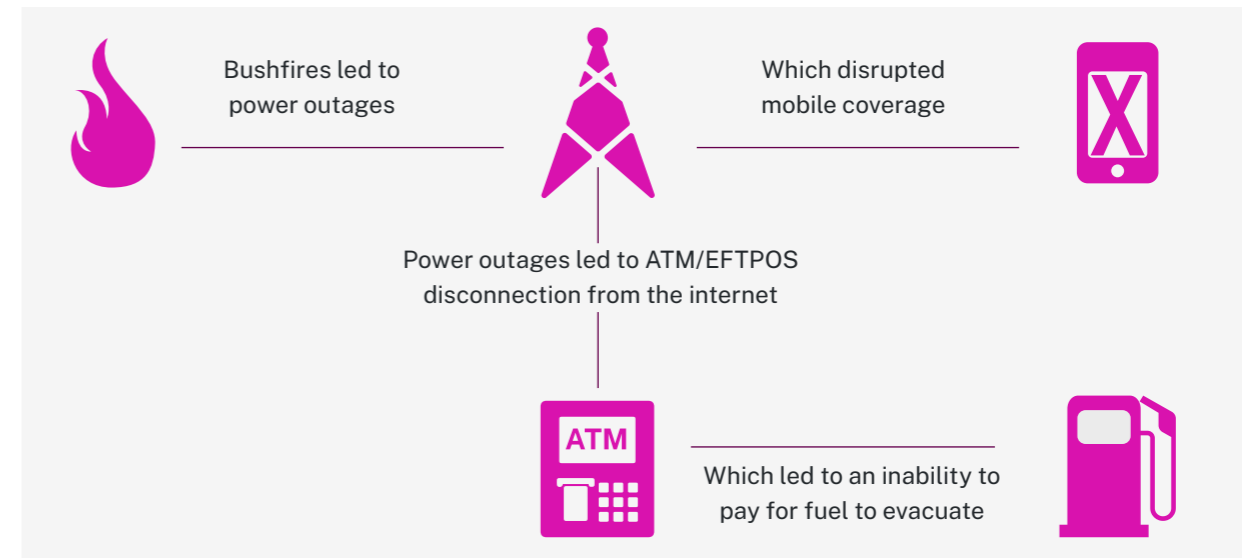 Bushfires led to
power outages
Which disrupted
mobile coverage
X
Power outages led to ATM/EFTPOS
disconnection from the internet
ATM
Which led to an inability to
pay for fuel to evacuate